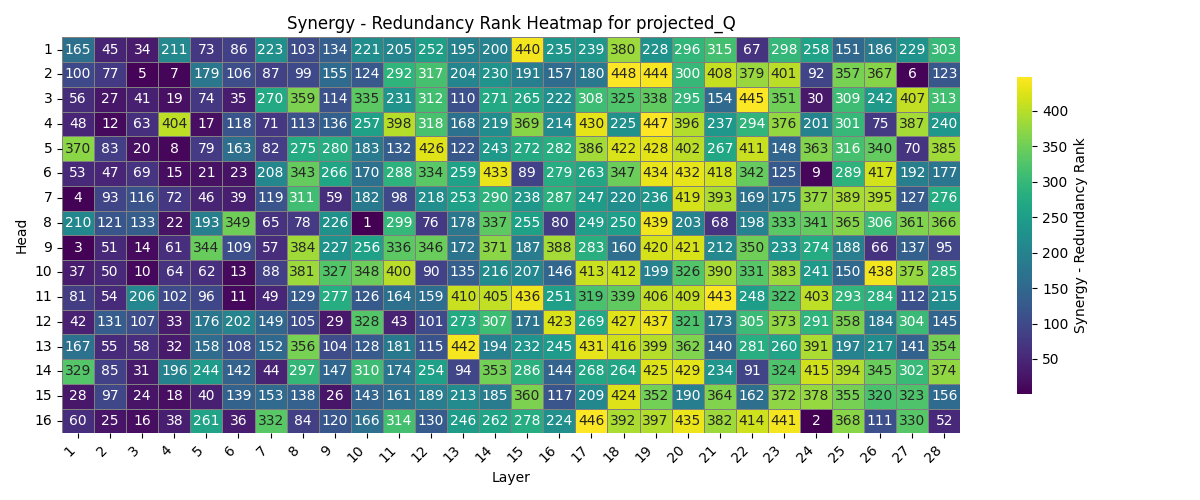 Synergy - Redundancy Rank Heatmap for projected_Q
1 165 45 34 211 73 86 223 103 134 221 205 252 195 200 440 235 239 380 228 296 315 67 298 258 151 186 229 303
2 100 77 5 7 179 106 87 99 155 124 292 317 204 230 191 157 180 448 444 300 408 379 401 92 357 367 6 123
3 56 27 41 19 74 35 270 359 114 335 231 312 110 271 265 222 308 325 338 295 154 445 351 30 309 242 407 313
4 48 12 63 404 17 118 71 113 136 257 398 318 168 219 369 214 430 225 447 396 237 294 376 201 301 75 387 240
5 370 83 20 8 79 163 82 275 280 183 132 426 122 243 272 282 386 422 428 402 267 411 148 363 316 340 70 385
6 53 47 69 15 21 23 208 343 266 170 288 334 259 433 89 279 263 347 434 432 418 342 125 9 289 417 192 177
7 4 93 116 72 46 39 119 311 59 182 98 218 253 290 238 287 247 220 236 419 393 169 175 377 389 395 127 276
8 210 121 133 22 193 349 65 78 226 1 299 76 178 337 255 80 249 250 439 203 68 198 333 341 365 306 361 366
9 3 51 14 61 344 109 57 384 227 256 336 346 172 371 187 388 283 160 420 421 212 350 233 274 188 66 137 95
10 37 50 10 64 62 13 88 381 327 348 400 90 135 216 207 146 413 412 199 326 390 331 383 241 150 438 375 285
11 81 54 206 102 96 11 49 129 277 126 164 159 410 405 436 251 319 339 406 409 443 248 322 403 293 284 112 215
12 42 131 107 33 176 202 149 105 29 328 43 101 273 307 171 423 269 427 437 321 173 305 373 291 358 184 304 145
13 167 55 58 32 158 108 152 356 104 128 181 115 442 194 232 245 431 416 399 362 140 281 260 391 197 217 141 354
14 329 85 31 196 244 142 44 297 147 310 174 254 94 353 286 144 268 264 425 429 234 91 324 415 394 345 302 374
15 28 97 24 18 40 139 153 138 26 143 161 189 213 185 360 117 209 424 352 190 364 162 372 378 355 320 323 156
16 60 25 16 38 261 36 332 84 120 166 314 130 246 262 278 224 446 392 397 435 382 414 441 2 368 111 330 52
1 2 3 4 5 6 7 8 9 10 11 12 13 14 15 16 17 18 19 20 21 22 23 24 25 26 27 28
Layer
Head
400
350
300
250
200
150
100
50
Synergy - Redundancy Rank